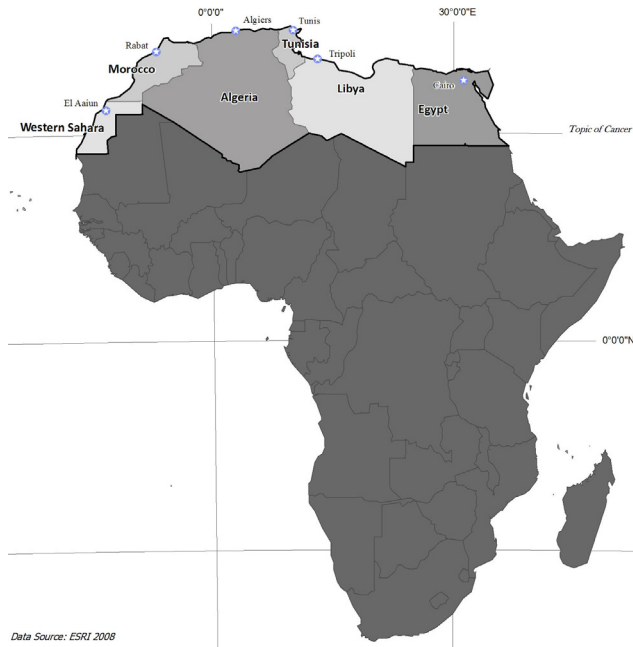 0°0'0"
30°0'0"E
Algiers
Tunis
Rabat
Tunisia
Tripoli
Morocco
Cairo
Libya
Algeria
El Aaiun
Egypt
Western Sahara
Topic of Cancer
0°0'0"N
Data Source: ESRI 2008